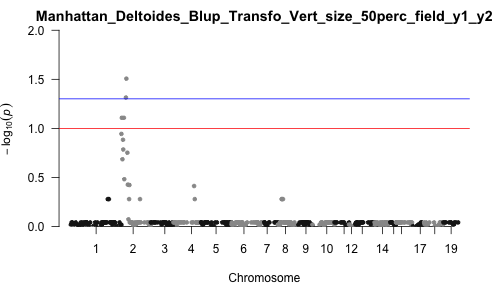 Manhattan_Deltoides_Blup_Transfo_Vert_size_50perc_field_y1_y2
2.0
1.5
1.0
0.5
0.0
− log10(p)
1 2 3 4 5 6 7 8 9 10 12 14 17 19
Chromosome